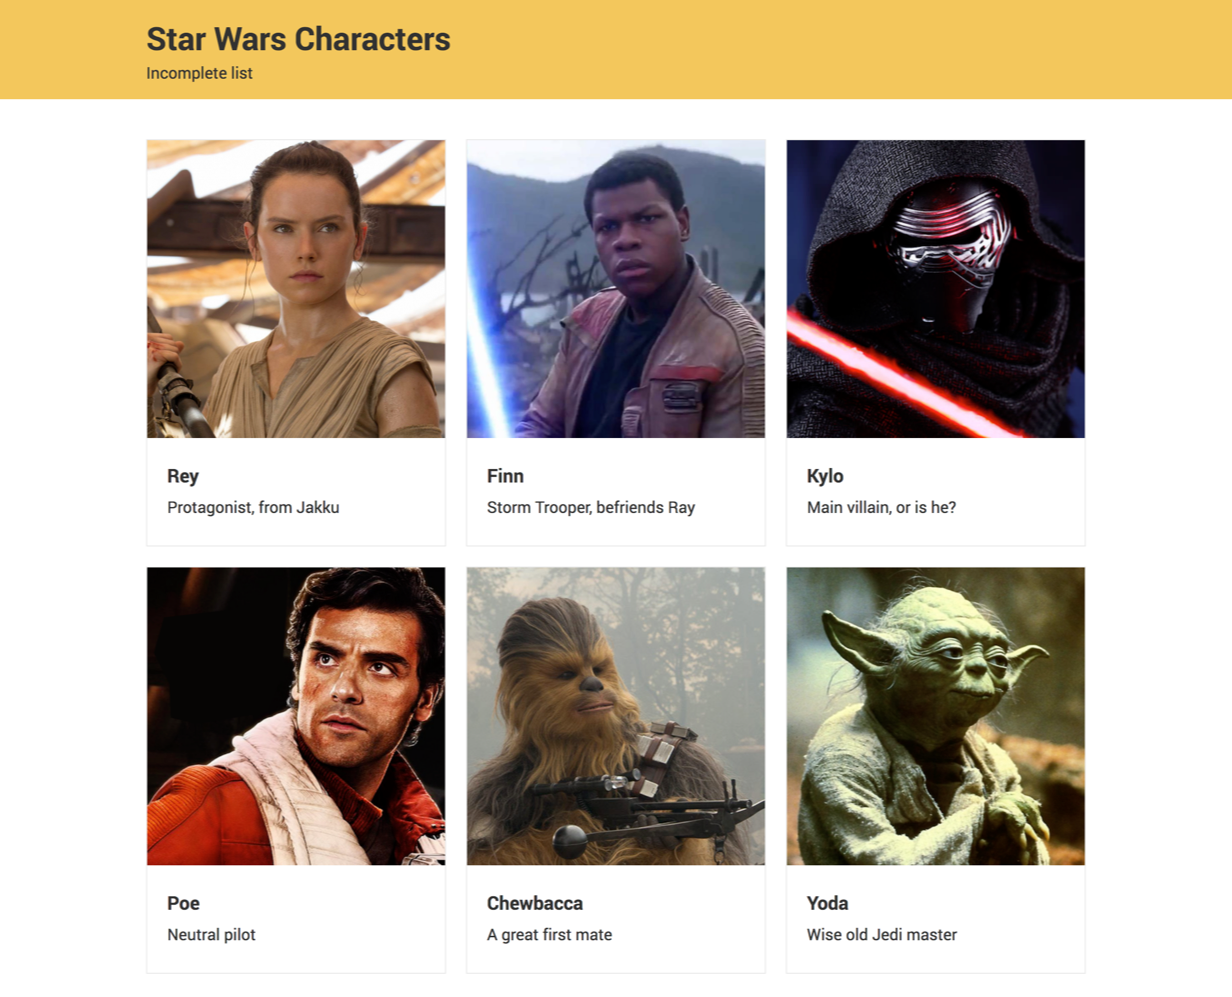 Star Wars Characters
Incomplete list
Rey
Protagonist, from Jakku
Finn
Storm Trooper, befriends Ray
Kylo
Main villain, or is he?
Poe
Neutral pilot
Chewbacca
A great first mate
Yoda
Wise old Jedi master